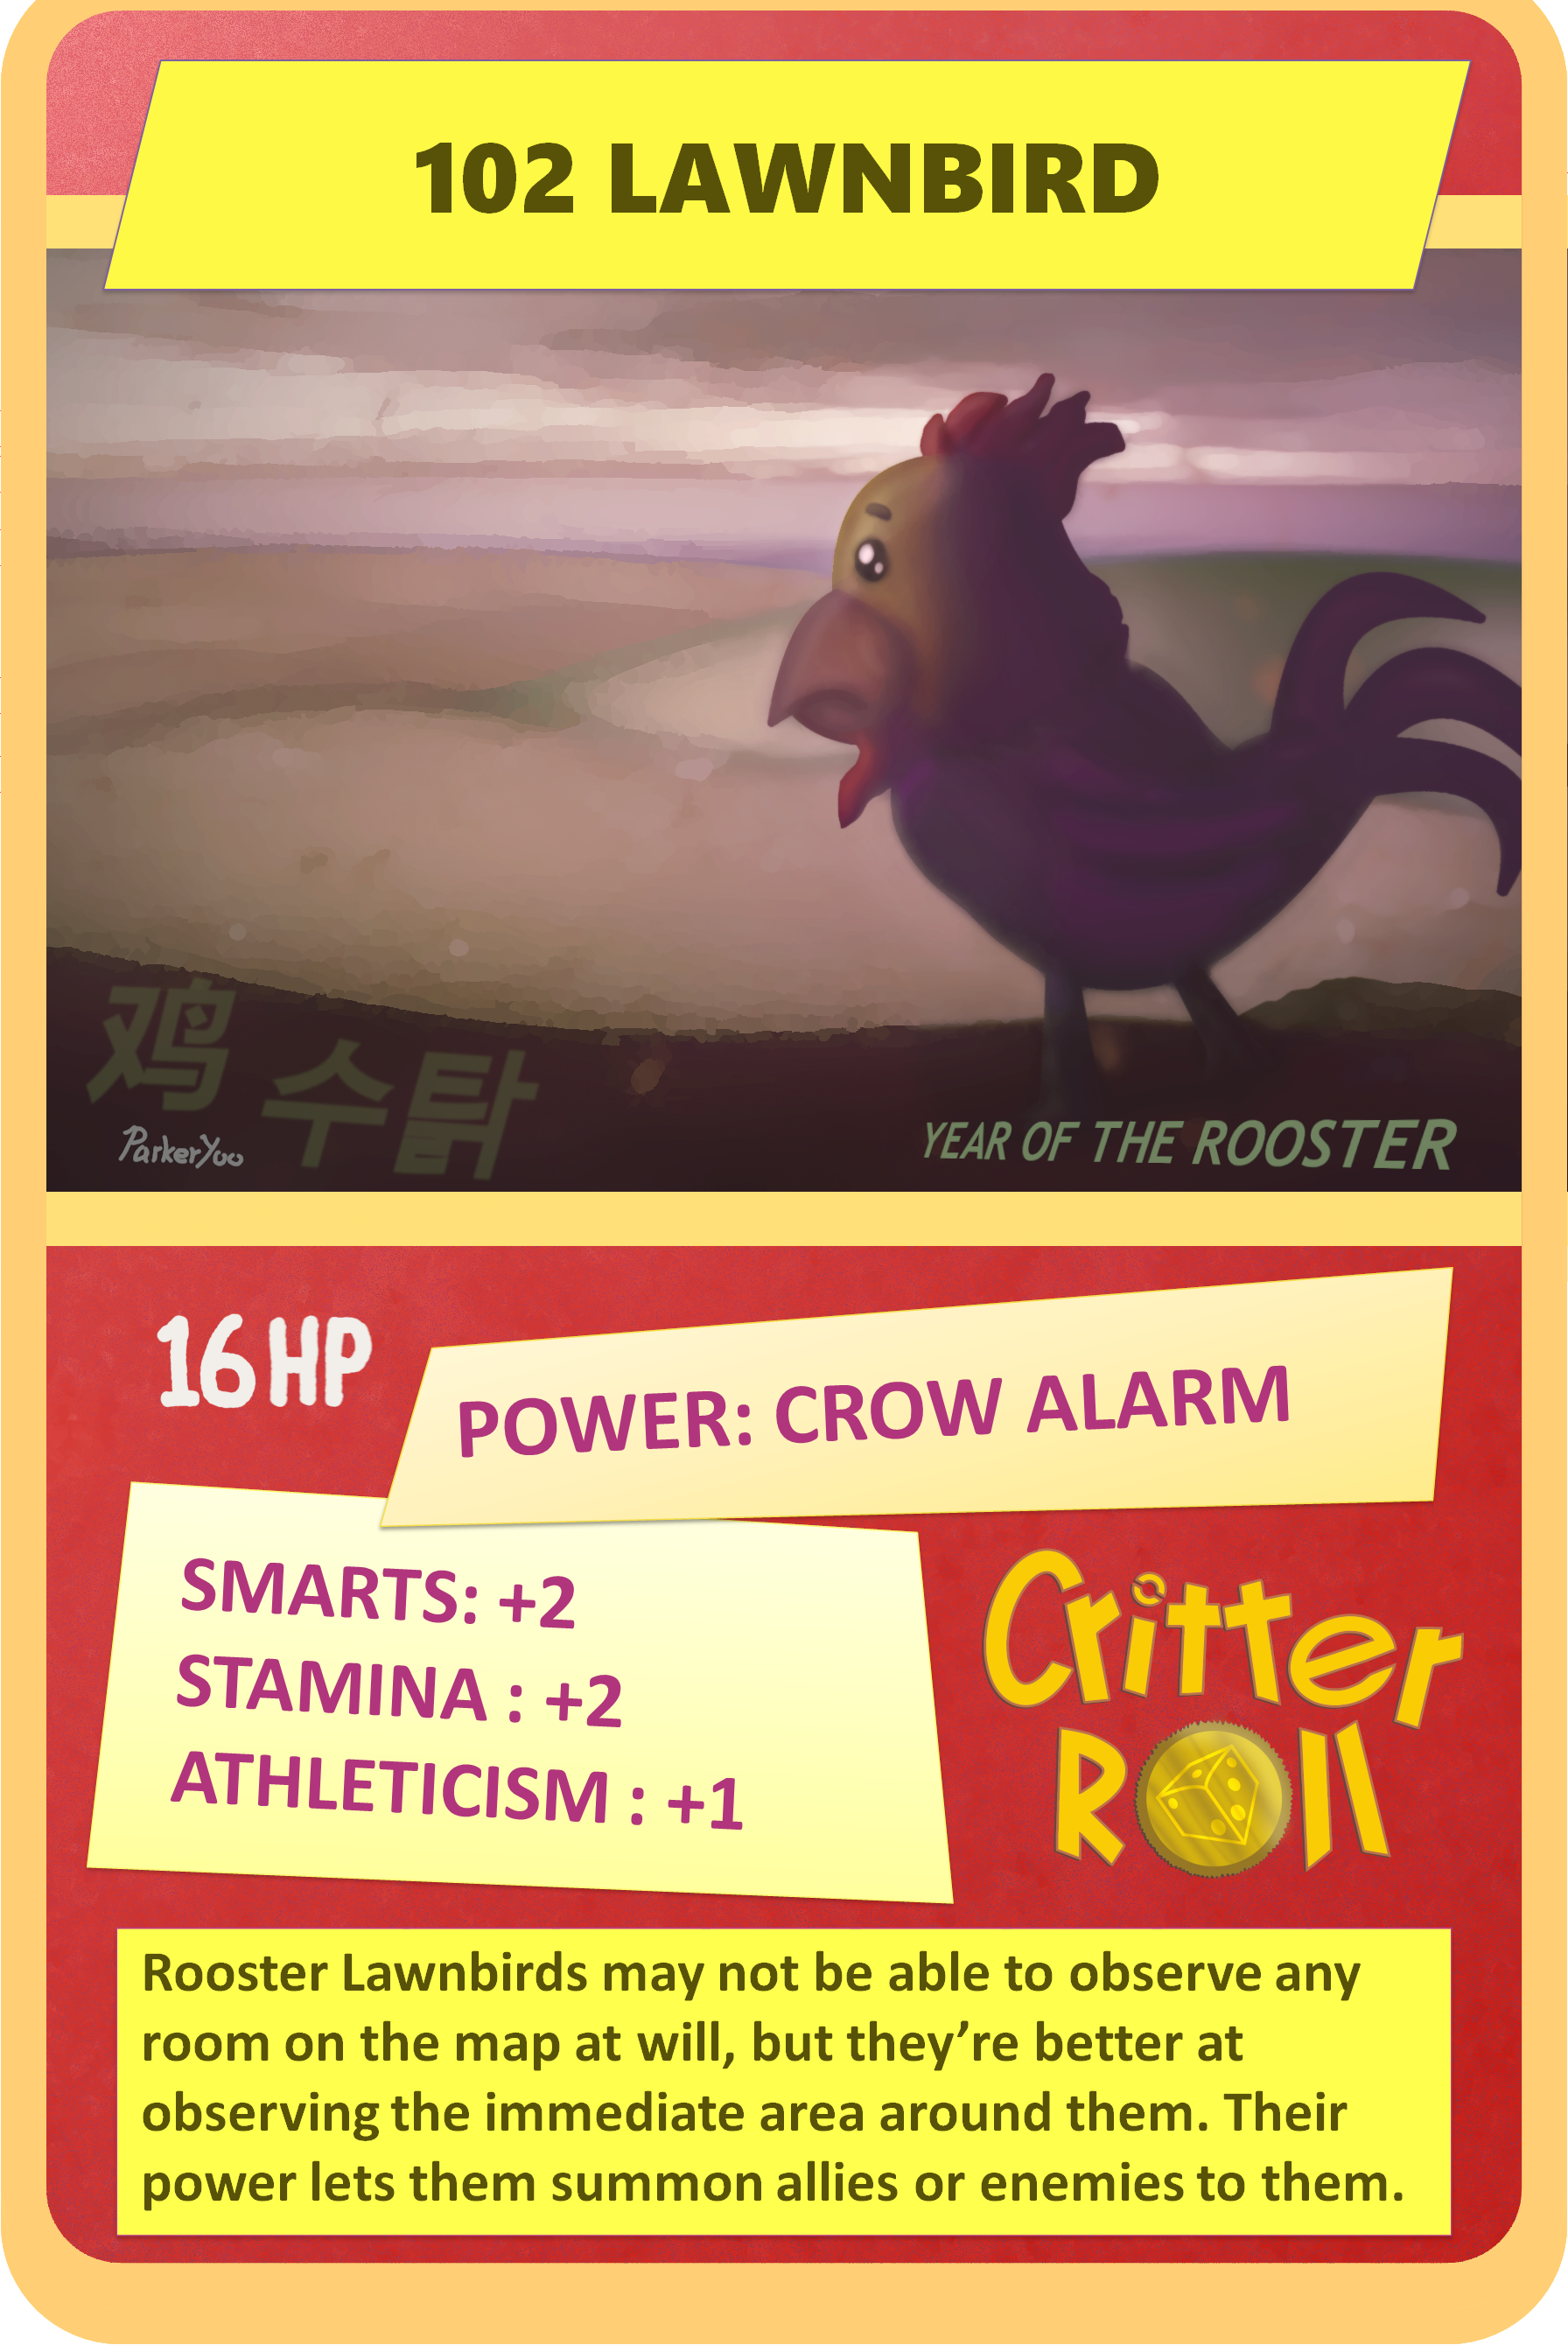 102 LAWNBIRD
鸡 수탉
ParkerYoo
YEAR OF THE ROOSTER
16 HP
POWER: CROW ALARM
SMARTS: +2
STAMINA : +2
ATHLETICISM : +1
Critter
Roll
Rooster Lawnbirds may not be able to observe any
room on the map at will, but they’re better at
observing the immediate area around them. Their
power lets them summon allies or enemies to them.